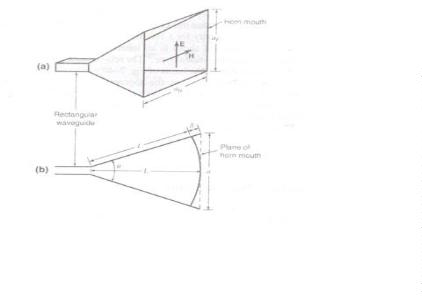 Horn mouth
(a)
E
H
Rectangular
waveguide
(b)
L
L
Plane of
horn mouth